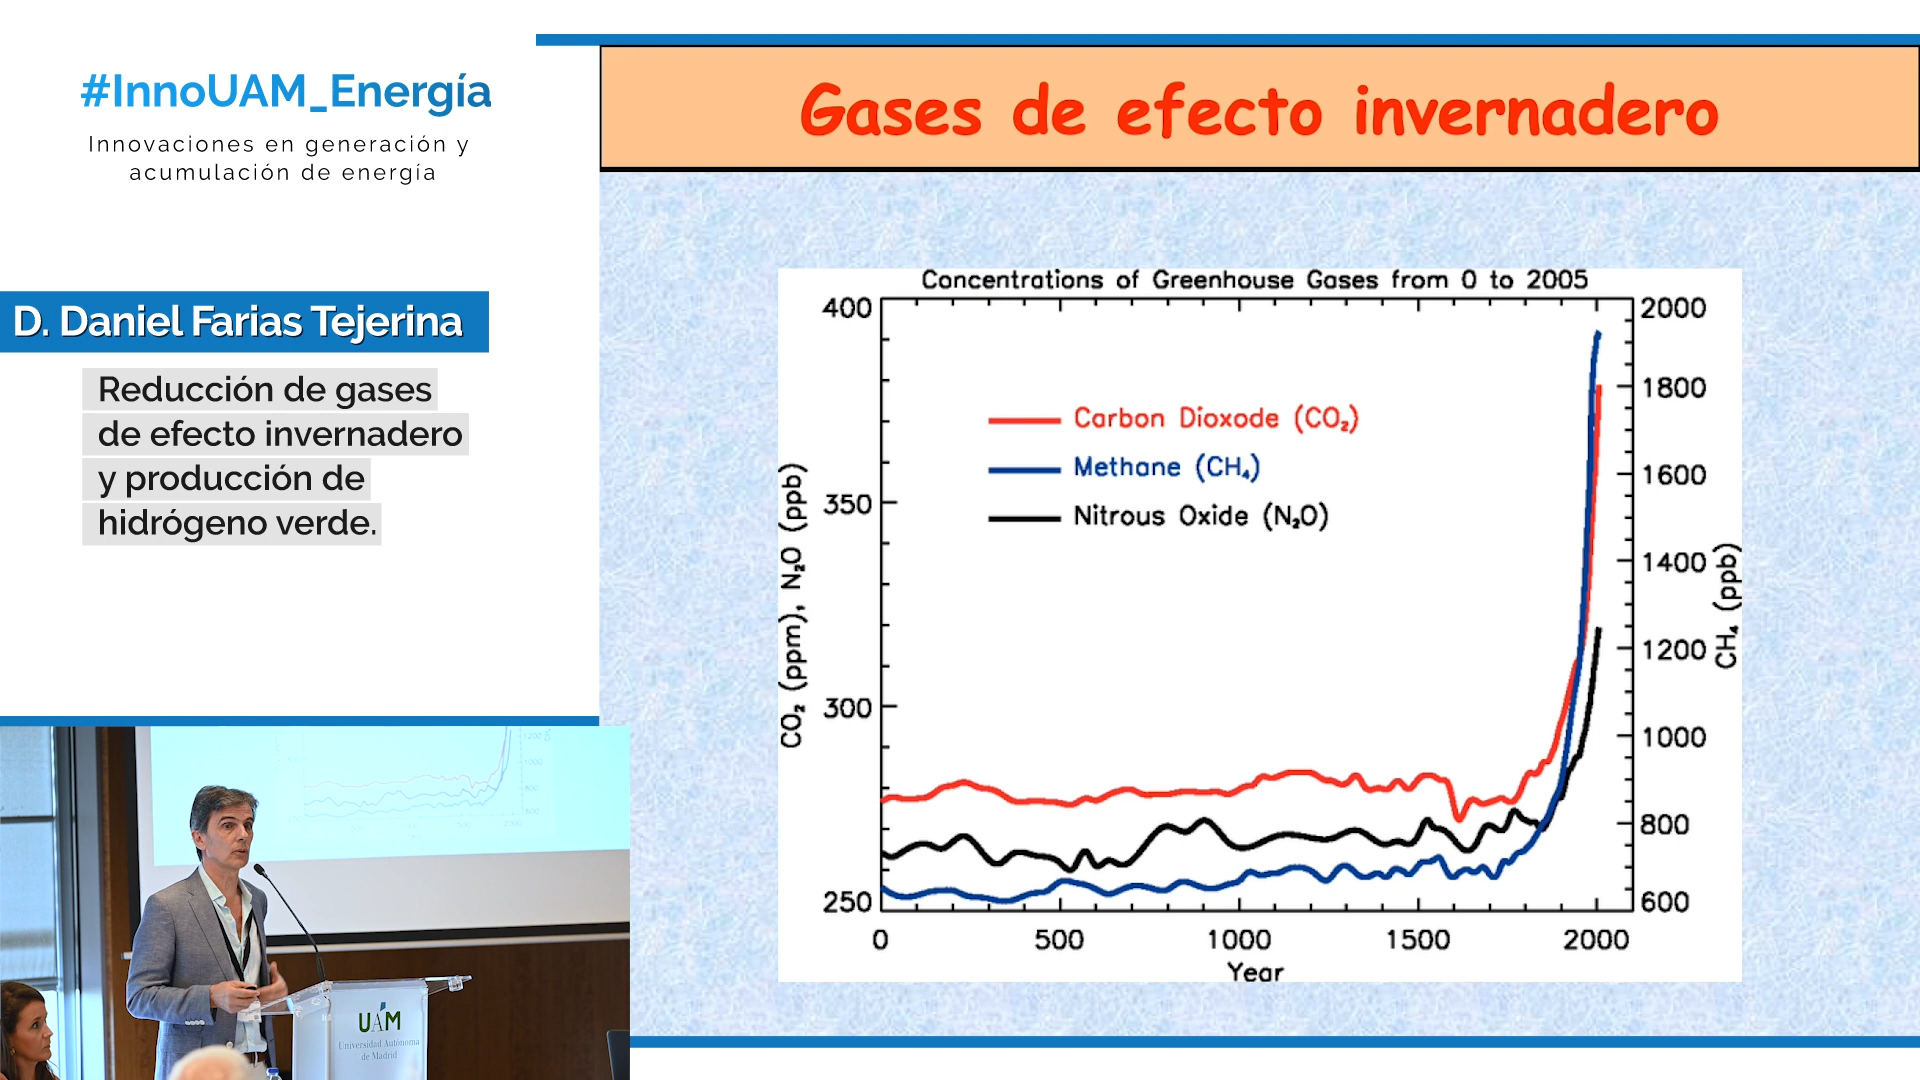 #InnoUAM_Energía
Innovaciones en generación y
acumulación de energía
D. Daniel Farias Tejerina
Reducción de gases
de efecto invernadero
y producción de
hidrógeno verde.
Gases de efecto invernadero
Concentrations of Greenhouse Gases from 0 to 2005
400
350
300
250
CO₂ (ppm), N₂O (ppb)
Carbon Dioxode (CO₂)
Methane (CH₄)
Nitrous Oxide (N₂O)
2000
1800
1600
1400
1200
1000
800
600
CH₄ (ppb)
0 500 1000 1500 2000
Year
UAM
Universidad Autónoma
de Madrid